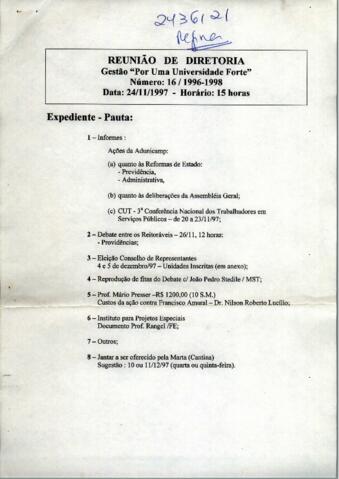 2436121
REUNIÃO DE DIRETORIA
Gestão "Por Uma Universidade Forte"
Número: 16 / 1996-1998
Data: 24/11/1997 - Horário: 15 horas
Expediente - Pauta:
1 – Informes :
Ações da Adunicamp:
(a) quanto às Reformas de Estado:
- Previdência,
- Administrativa,
(b) quanto às deliberações da Assembléia Geral;
(c) CUT - 3ª Conferência Nacional dos Trabalhadores em
Serviços Públicos – de 20 a 23/11/97;
2 – Debate entre os Reitoráveis – 26/11, 12 horas:
- Providências;
3 – Eleição Conselho de Representantes
4 e 5 de dezembro/97 – Unidades Inscritas (em anexo);
4 – Reprodução de fitas do Debate c/ João Pedro Stedile / MST;
5 – Prof. Mário Presser –R$ 1200,00 (10 S.M.)
Custos da ação contra Francisco Amaral – Dr. Nilson Roberto Lucílio;
6 – Instituto para Projetos Especiais
Documento Prof. Rangel /FE;
7 – Outros;
8 – Jantar a ser oferecido pela Marta (Cantina)
Sugestão : 10 ou 11/12/97 (quarta ou quinta-feira).